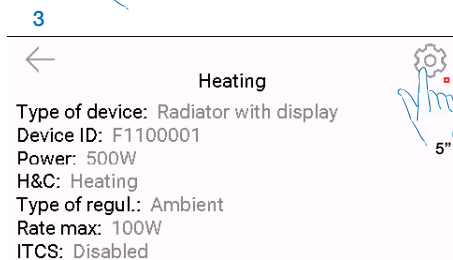 3
Heating
Type of device: Radiator with display
Device ID: F1100001
Power: 500W
H&C: Heating
5”
Type of regul.: Ambient
Rate max: 100W
ITCS: Disabled